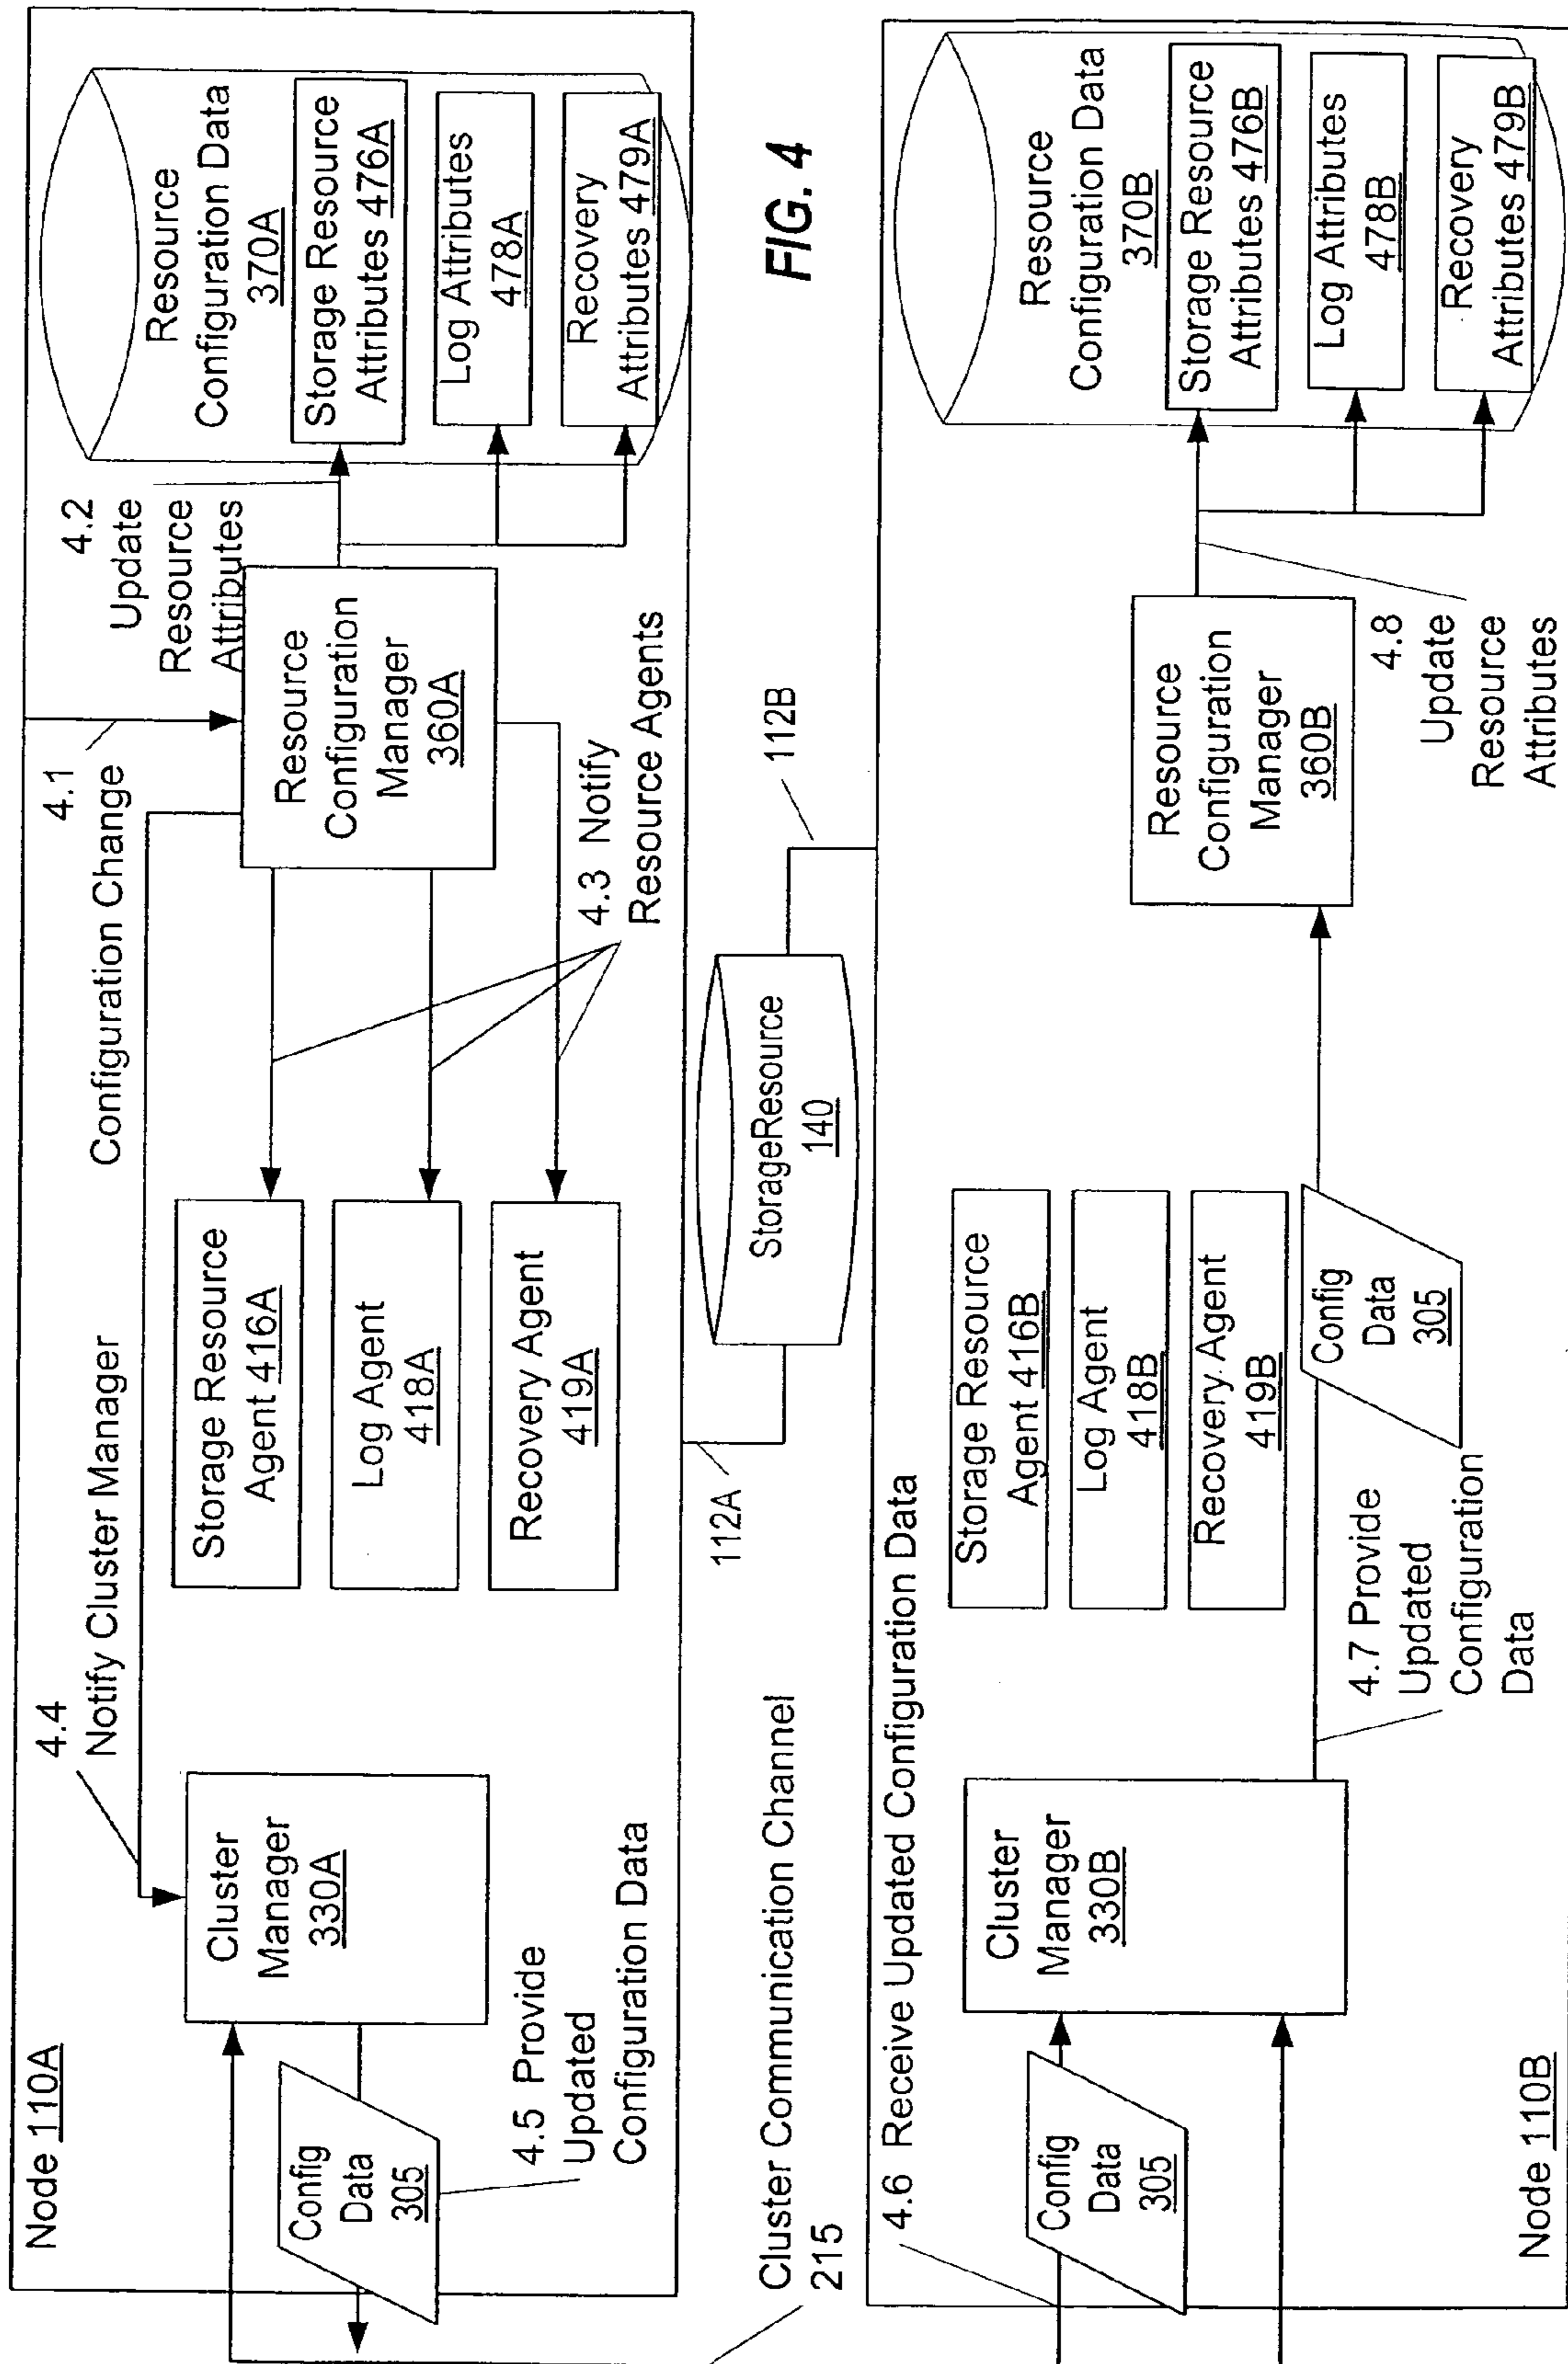 Node 110A
4.4
Notify Cluster Manager
4.1
Configuration Change
4.2
Update
Resource
Attributes
Cluster
Manager
330A
Config
Data
305
4.5 Provide
Updated
Configuration Data
Storage Resource
Agent 416A
Log Agent
418A
Recovery Agent
419A
Resource
Configuration
Manager
360A
4.3 Notify
Resource Agents
Resource
Configuration Data
370A
Storage Resource
Attributes 476A
Log Attributes
478A
Recovery
Attributes 479A
Cluster Communication Channel
215
112A
StorageResource
140
112B
FIG. 4
4.6 Receive Updated Configuration Data
Config
Data
305
Cluster
Manager
330B
Storage Resource
Agent 416B
Log Agent
418B
Recovery Agent
419B
Config
Data
305
4.7 Provide
Updated
Configuration
Data
Resource
Configuration
Manager
360B
4.8
Update
Resource
Attributes
Resource
Configuration Data
370B
Storage Resource
Attributes 476B
Log Attributes
478B
Recovery
Attributes 479B
Node 110B